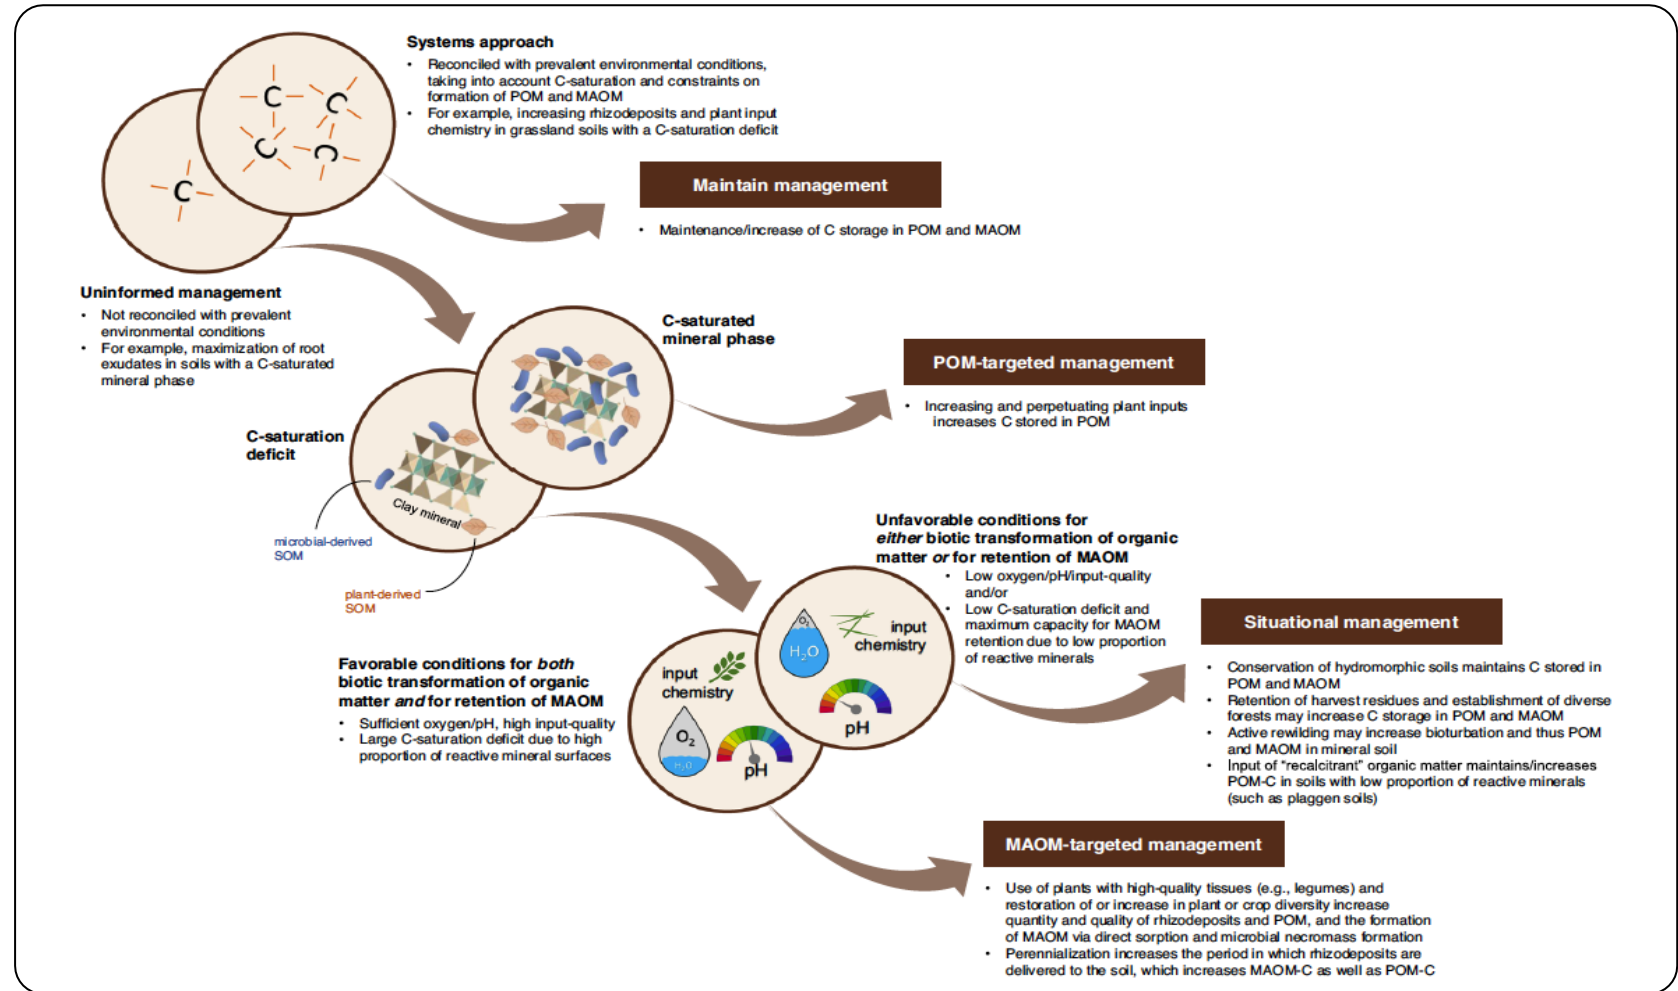 Systems approach
• Reconciled with prevalent environmental conditions,
taking into account C-saturation and constraints on
formation of POM and MAOM
• For example, increasing rhizodeposits and plant input
chemistry in grassland soils with a C-saturation deficit
C
C
C
C
C
Maintain management
• Maintenance/increase of C storage in POM and MAOM
Uninformed management
• Not reconciled with prevalent
environmental conditions
• For example, maximization of root
exudates in soils with a C-saturated
mineral phase
C-saturated
mineral phase
POM-targeted management
• Increasing and perpetuating plant inputs
increases C stored in POM
C-saturation
deficit
Clay mineral
microbial-derived
SOM
plant-derived
SOM
Unfavorable conditions for
either biotic transformation of organic
matter or for retention of MAOM
• Low oxygen/pH/input-quality
and/or
• Low C-saturation deficit and
maximum capacity for MAOM
retention due to low proportion
of reactive minerals
O₂
H₂O
input
chemistry
pH
Situational management
• Conservation of hydromorphic soils maintains C stored in
POM and MAOM
• Retention of harvest residues and establishment of diverse
forests may increase C storage in POM and MAOM
• Active rewilding may increase bioturbation and thus POM
and MAOM in mineral soil
• Input of “recalcitrant” organic matter maintains/increases
POM-C in soils with low proportion of reactive minerals
(such as plaggen soils)
Favorable conditions for both
biotic transformation of organic
matter and for retention of MAOM
• Sufficient oxygen/pH, high input-quality
• Large C-saturation deficit due to high
proportion of reactive mineral surfaces
input
chemistry
O₂
H₂O
pH
MAOM-targeted management
• Use of plants with high-quality tissues (e.g., legumes) and
restoration of or increase in plant or crop diversity increase
quantity and quality of rhizodeposits and POM, and the formation
of MAOM via direct sorption and microbial necromass formation
• Perennialization increases the period in which rhizodeposits are
delivered to the soil, which increases MAOM-C as well as POM-C